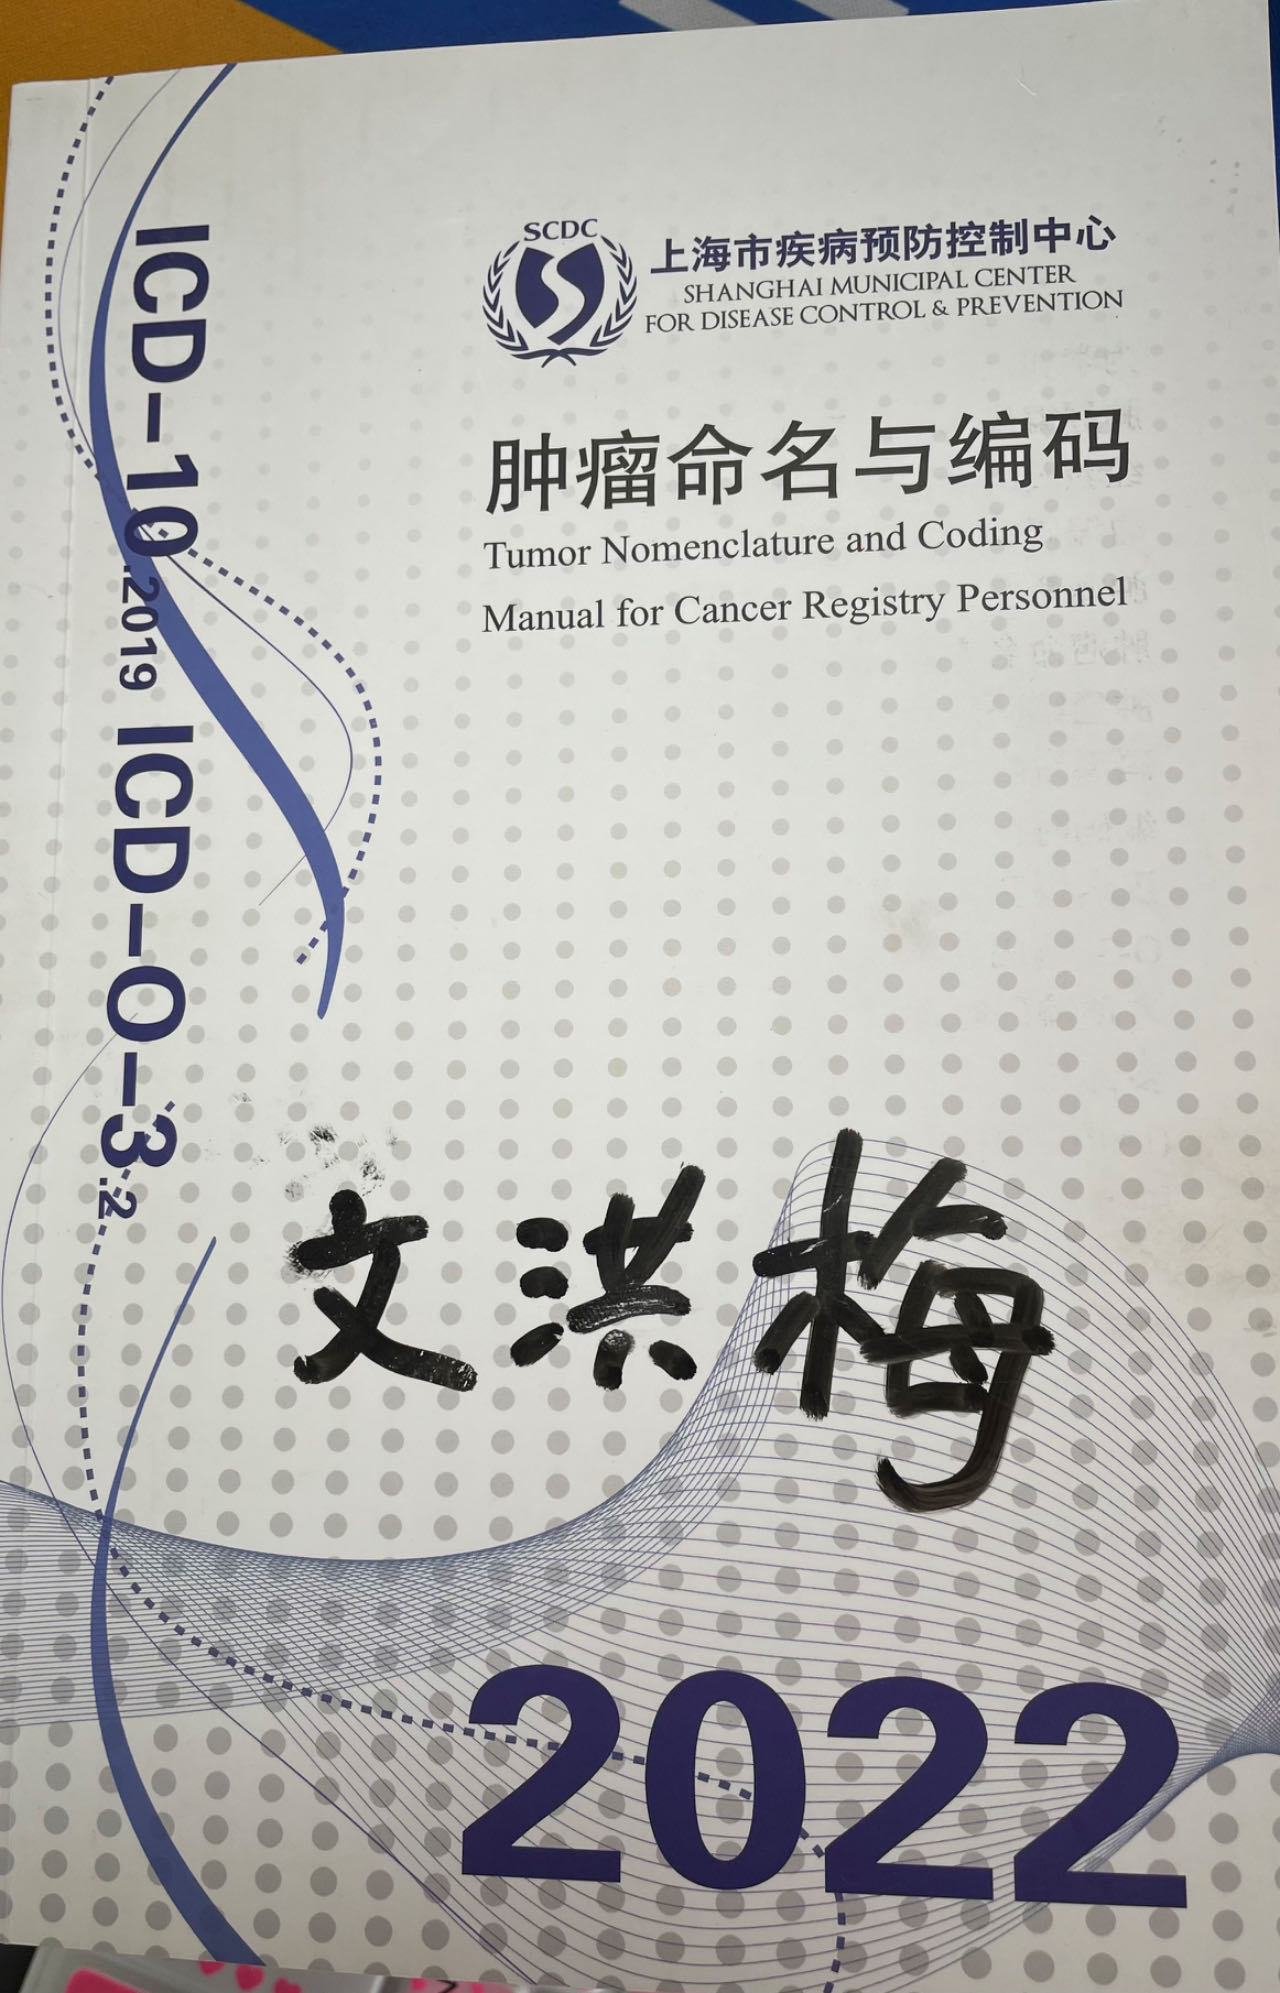 SCDC
上海市疾病预防控制中心
SHANGHAI MUNICIPAL CENTER
FOR DISEASE CONTROL & PREVENTION
肿瘤命名与编码
Tumor Nomenclature and Coding
Manual for Cancer Registry Personnel
ICD-10.2019 ICD-O-3.2
文洪梅
2022